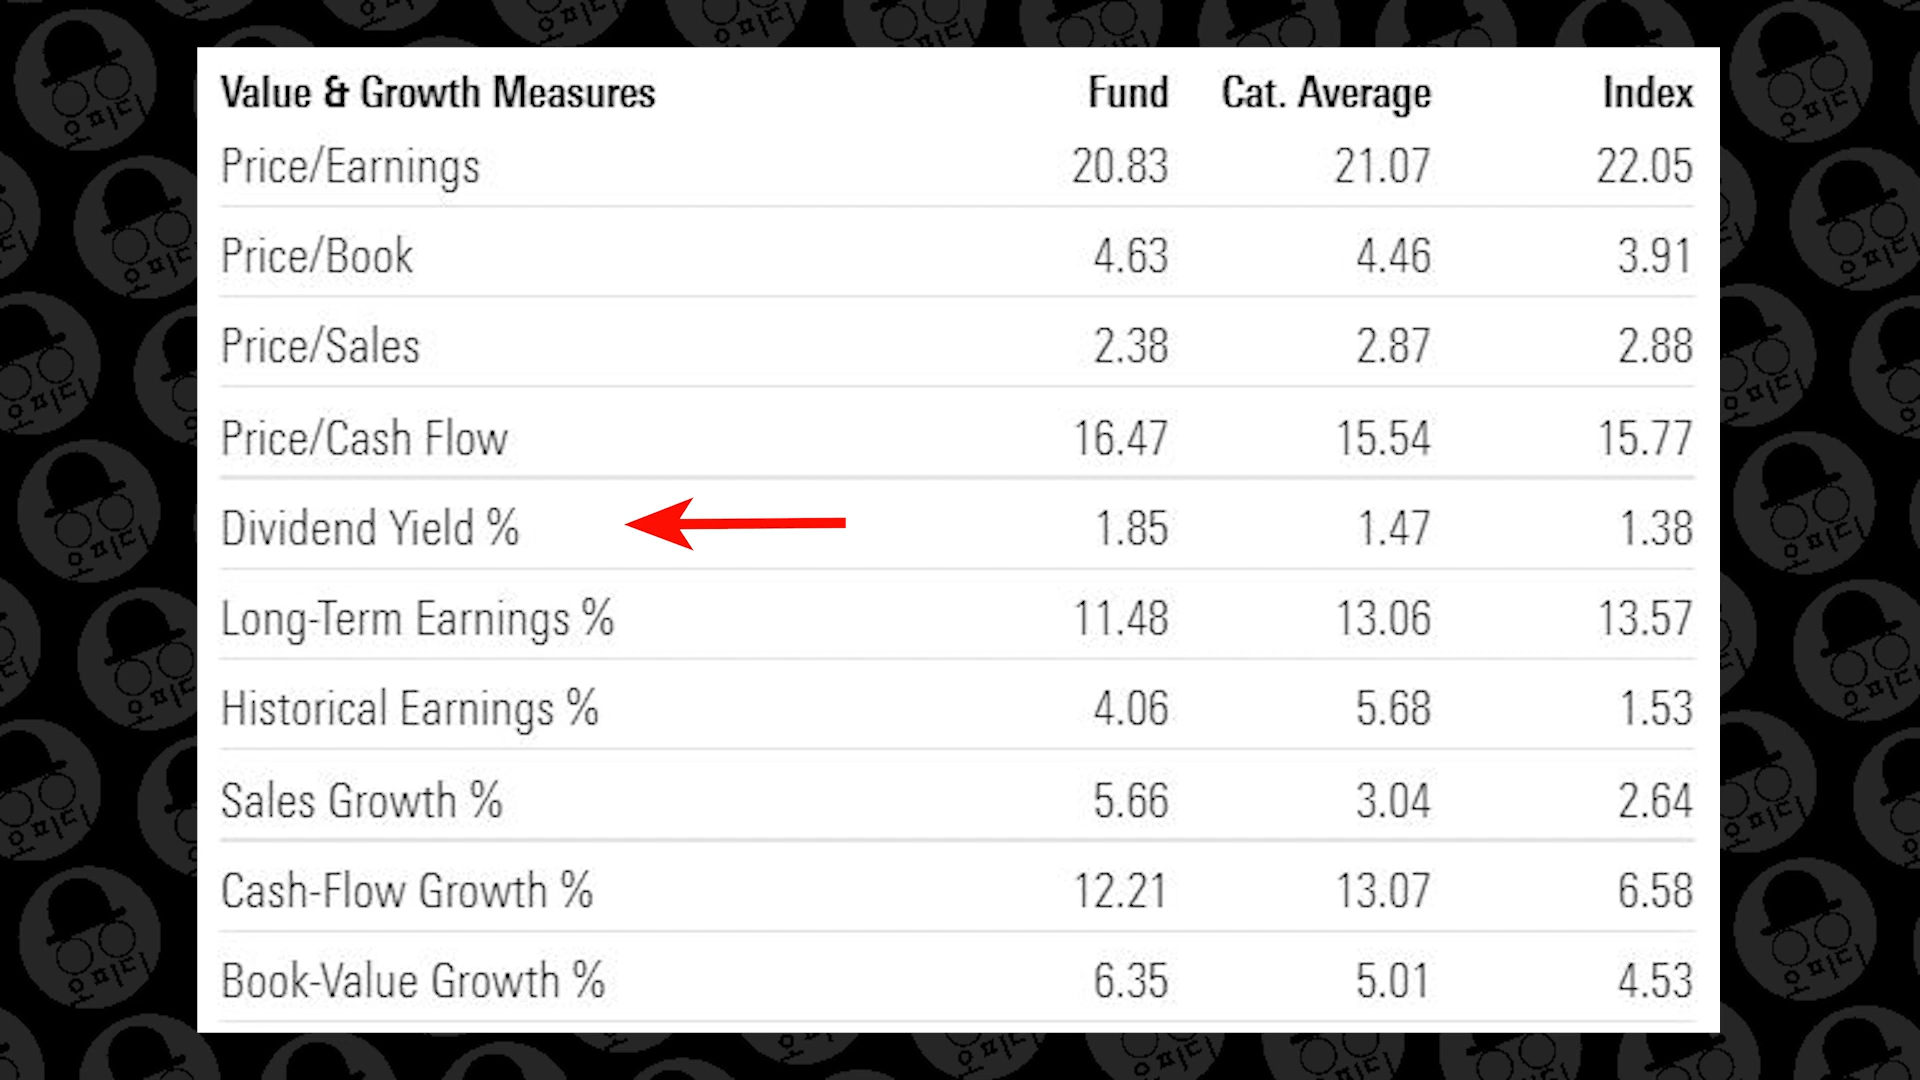 Value & Growth Measures Fund Cat. Average Index
Price/Earnings 20.83 21.07 22.05
Price/Book 4.63 4.46 3.91
Price/Sales 2.38 2.87 2.88
Price/Cash Flow 16.47 15.54 15.77
Dividend Yield % 1.85 1.47 1.38
Long-Term Earnings % 11.48 13.06 13.57
Historical Earnings % 4.06 5.68 1.53
Sales Growth % 5.66 3.04 2.64
Cash-Flow Growth % 12.21 13.07 6.58
Book-Value Growth % 6.35 5.01 4.53
오피디